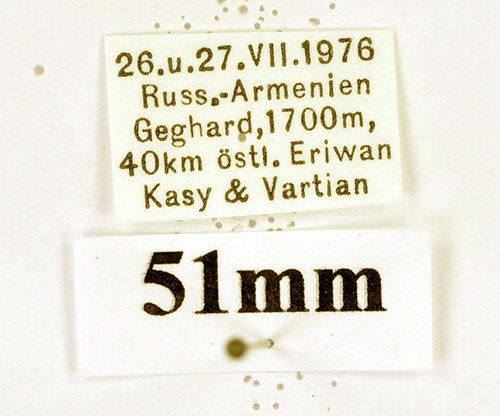 26.u.27.VII.1976
Russ.-Armenien
Geghard,1700m,
40km östl. Eriwan
Kasy & Vartian
51mm